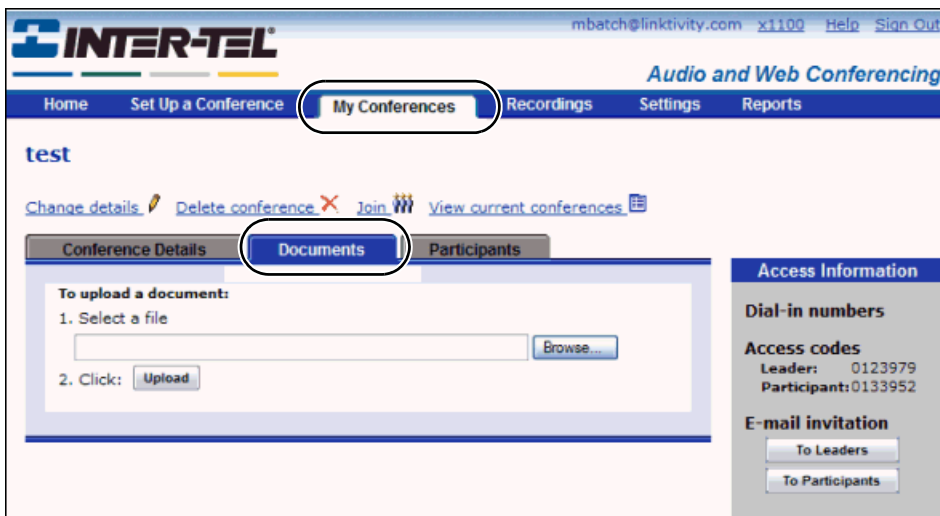 mbatch@linktivity.com x1100 Help Sign Out
INTER-TEL
Audio and Web Conferencing
Home Set Up a Conference My Conferences Recordings Settings Reports
test
Change details Delete conference Join View current conferences
Conference Details Documents Participants
To upload a document:
1. Select a file
Browse...
2. Click: Upload
Access Information
Dial-in numbers
Access codes
Leader: 0123979
Participant: 0133952
E-mail invitation
To Leaders
To Participants